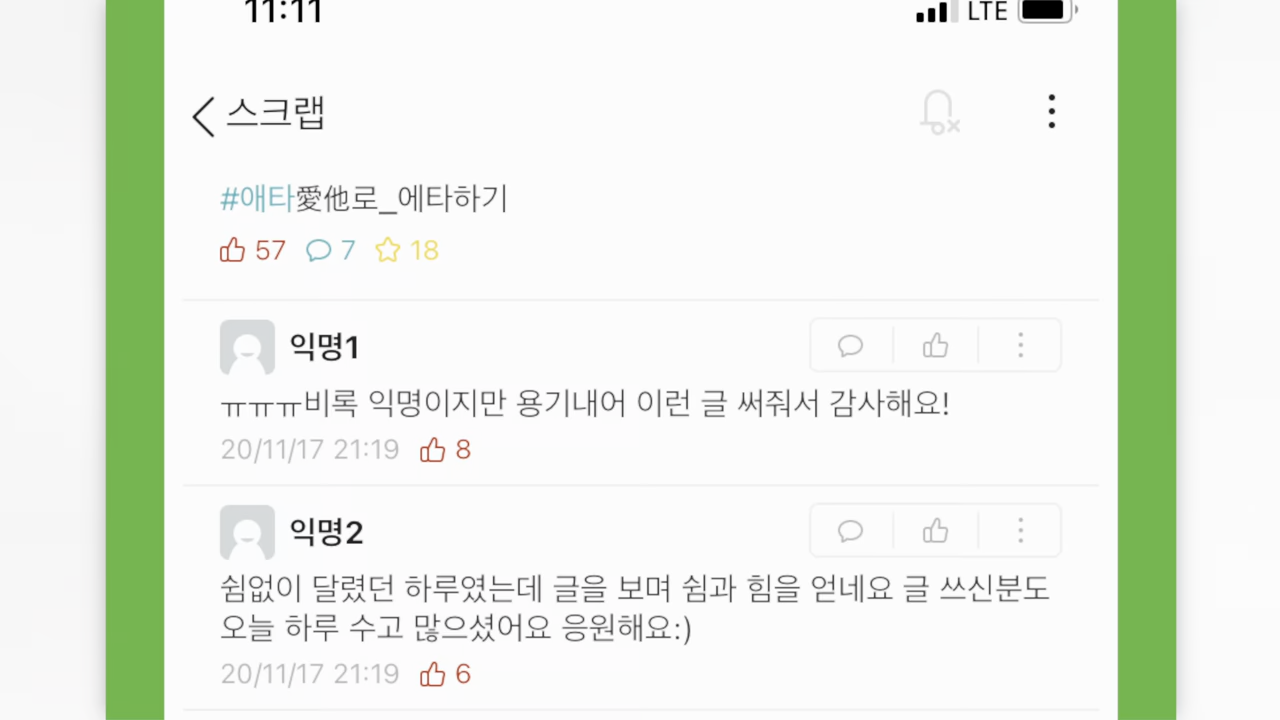 11:11 LTE
스크랩
#애타愛他로_에타하기
57 7 18
익명1
ㅠㅠㅠ비록 익명이지만 용기내어 이런 글 써줘서 감사해요!
20/11/17 21:19 8
익명2
쉼없이 달렸던 하루였는데 글을 보며 쉼과 힘을 얻네요 글 쓰신분도
오늘 하루 수고 많으셨어요 응원해요:)
20/11/17 21:19 6